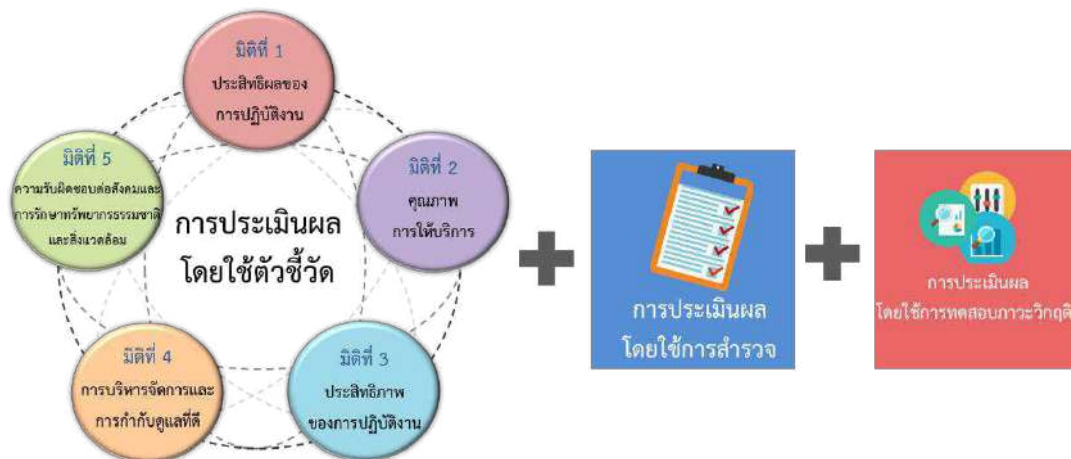 มิติที่ 1
ประสิทธิผลของ
การปฏิบัติงาน
มิติที่ 2
คุณภาพ
การให้บริการ
มิติที่ 3
ประสิทธิภาพ
ของการปฏิบัติงาน
มิติที่ 4
การบริหารจัดการและ
การกำกับดูแลที่ดี
มิติที่ 5
ความรับผิดชอบต่อสังคมและ
การรักษาทรัพยากรธรรมชาติ
และสิ่งแวดล้อม
การประเมินผล
โดยใช้ตัวชี้วัด
การประเมินผล
โดยใช้การสำรวจ
การประเมินผล
โดยใช้การทดสอบภาวะวิกฤติ